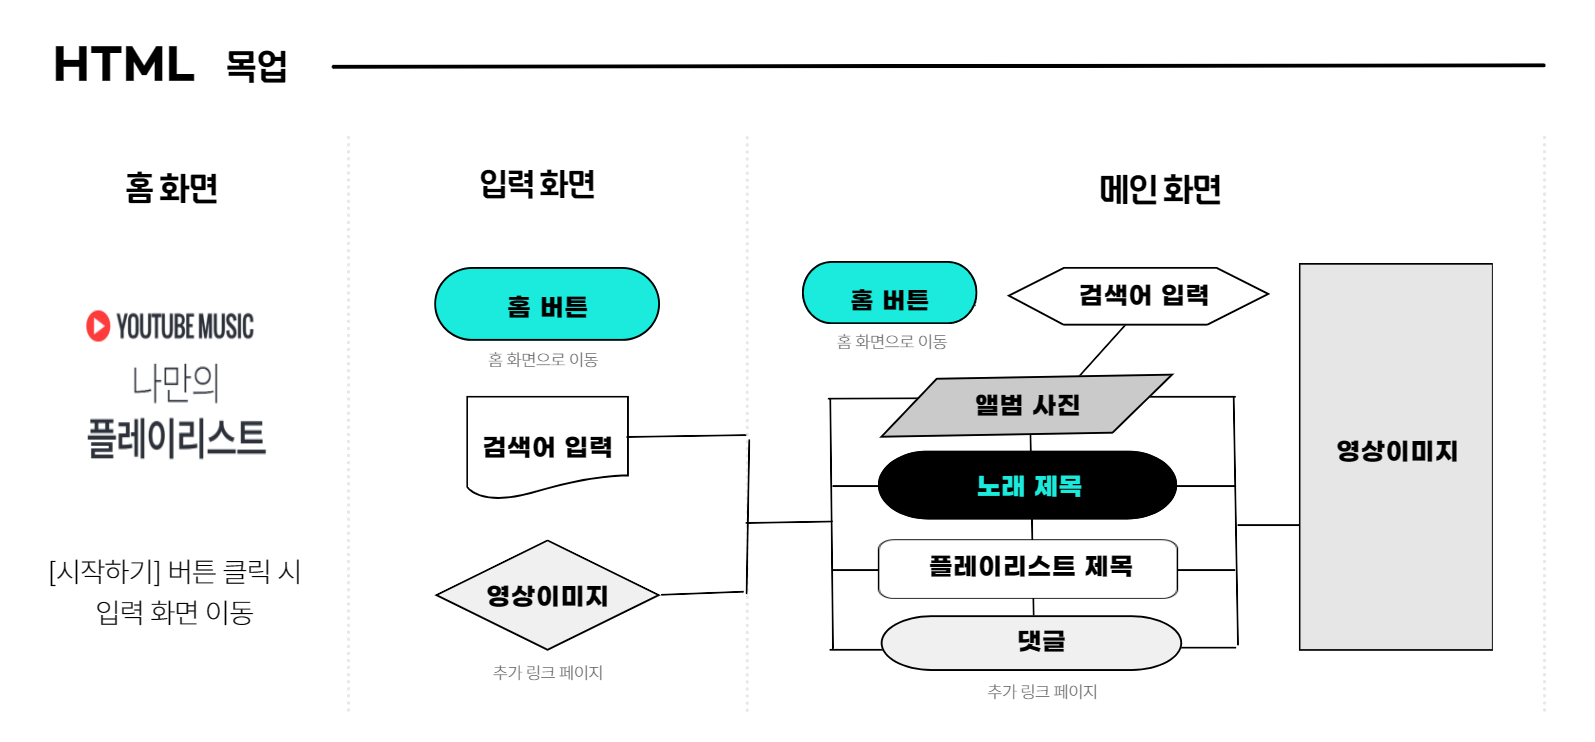 HTML 목업
홈 화면
YOUTUBE MUSIC
나만의
플레이리스트
[시작하기] 버튼 클릭 시
입력 화면 이동
입력 화면
홈 버튼
홈 화면으로 이동
검색어 입력
영상이미지
추가 링크 페이지
메인 화면
홈 버튼
홈 화면으로 이동
검색어 입력
앨범 사진
노래 제목
플레이리스트 제목
댓글
추가 링크 페이지
영상이미지